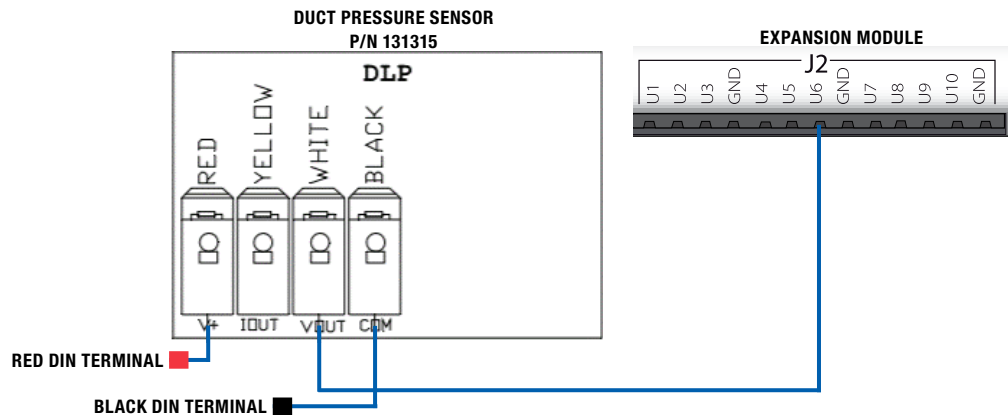 DUCT PRESSURE SENSOR
P/N 131315
DLP
RED
YELLOW
WHITE
BLACK
V+ IOUT VOUT COM
EXPANSION MODULE
J2
U1 U2 U3 GND U4 U5 U6 GND U7 U8 U9 U10 GND
RED DIN TERMINAL
BLACK DIN TERMINAL